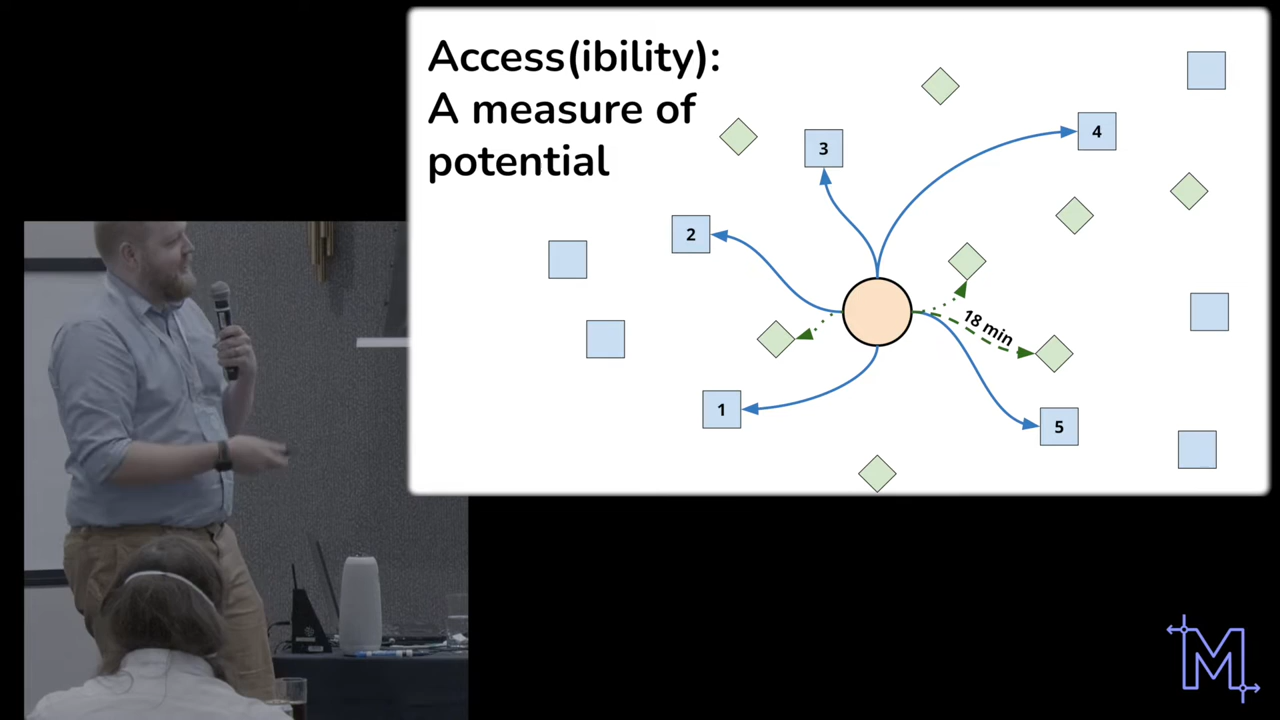 Access(ibility):
A measure of
potential
3
4
2
18 min
1
5
M